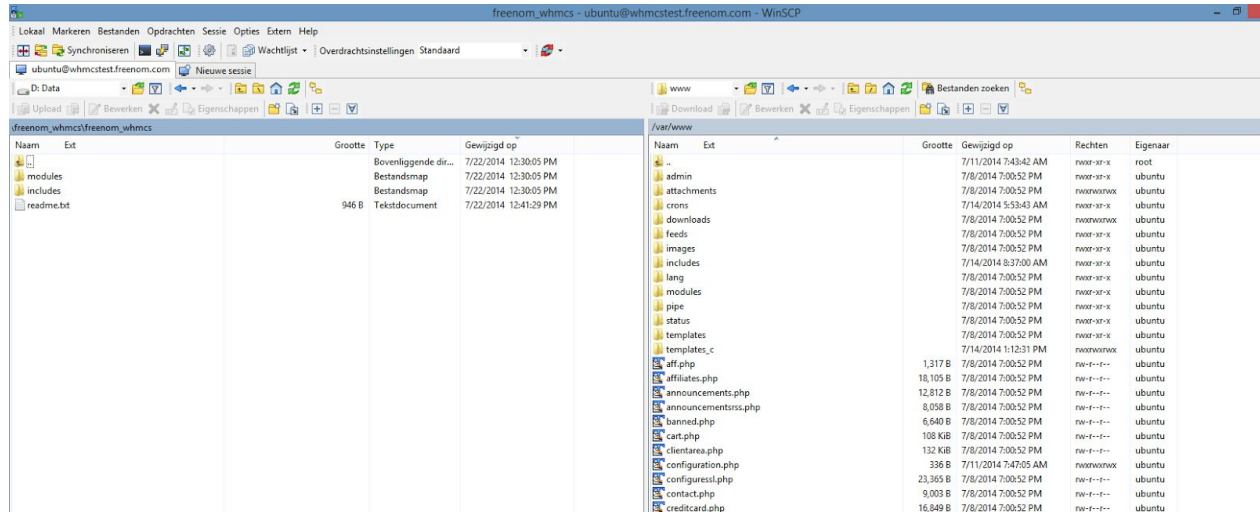 freenom_whmcs - ubuntu@whmcstest.freenom.com - WinSCP
Lokaal Markeren Bestanden Opdrachten Sessie Opties Extern Help
Synchroniseren Wachtlijst Overdrachtsinstellingen Standaard
ubuntu@whmcstest.freenom.com Nieuwe sessie
D: Data
Upload Bewerken Eigenschappen
\freenom_whmcs\freenom_whmcs
Naam Ext Grootte Type Gewijzigd op
.. Bovenliggende dir... 7/22/2014 12:30:05 PM
modules Bestandsmap 7/22/2014 12:30:05 PM
includes Bestandsmap 7/22/2014 12:30:05 PM
readme.txt 946 B Tekstdocument 7/22/2014 12:41:29 PM
www Bestanden zoeken
Download Bewerken Eigenschappen
/var/www
Naam Ext Grootte Gewijzigd op Rechten Eigenaar
.. 7/11/2014 7:43:42 AM rwxr-xr-x root
admin 7/8/2014 7:00:52 PM rwxr-xr-x ubuntu
attachments 7/8/2014 7:00:52 PM rwxrwxrwx ubuntu
crons 7/14/2014 5:53:43 AM rwxr-xr-x ubuntu
downloads 7/8/2014 7:00:52 PM rwxrwxrwx ubuntu
feeds 7/8/2014 7:00:52 PM rwxr-xr-x ubuntu
images 7/8/2014 7:00:52 PM rwxr-xr-x ubuntu
includes 7/14/2014 8:37:00 AM rwxr-xr-x ubuntu
lang 7/8/2014 7:00:52 PM rwxr-xr-x ubuntu
modules 7/8/2014 7:00:52 PM rwxr-xr-x ubuntu
pipe 7/8/2014 7:00:52 PM rwxr-xr-x ubuntu
status 7/8/2014 7:00:52 PM rwxr-xr-x ubuntu
templates 7/8/2014 7:00:52 PM rwxr-xr-x ubuntu
templates_c 7/14/2014 1:12:31 PM rwxrwxrwx ubuntu
aff.php 1,317 B 7/8/2014 7:00:52 PM rw-r--r-- ubuntu
affiliates.php 18,105 B 7/8/2014 7:00:52 PM rw-r--r-- ubuntu
announcements.php 12,812 B 7/8/2014 7:00:52 PM rw-r--r-- ubuntu
announcementsrss.php 8,058 B 7/8/2014 7:00:52 PM rw-r--r-- ubuntu
banned.php 6,640 B 7/8/2014 7:00:52 PM rw-r--r-- ubuntu
cart.php 108 KiB 7/8/2014 7:00:52 PM rw-r--r-- ubuntu
clientarea.php 132 KiB 7/8/2014 7:00:52 PM rw-r--r-- ubuntu
configuration.php 336 B 7/11/2014 7:47:05 AM rwxrwxrwx ubuntu
configuressl.php 23,365 B 7/8/2014 7:00:52 PM rw-r--r-- ubuntu
contact.php 9,003 B 7/8/2014 7:00:52 PM rw-r--r-- ubuntu
creditcard.php 16,849 B 7/8/2014 7:00:52 PM rw-r--r-- ubuntu